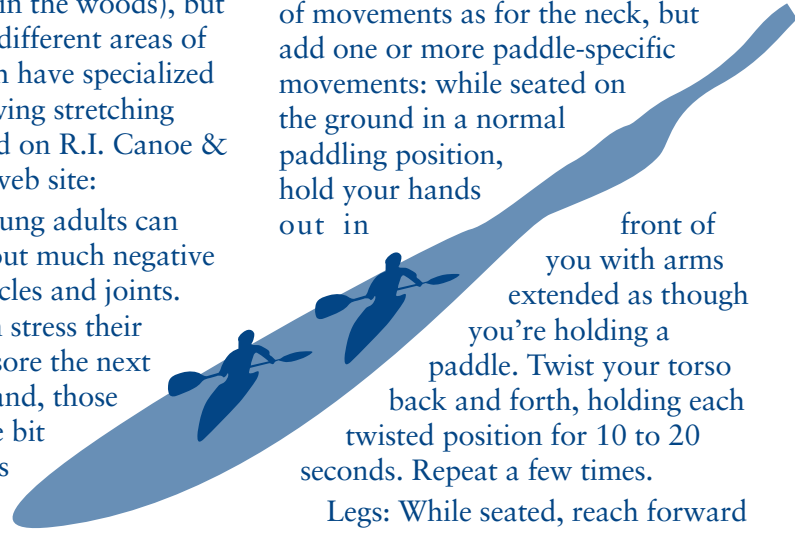 in the woods), but
different areas of
n have specialized
ving stretching
d on R.I. Canoe &
web site:
ung adults can
out much negative
cles and joints.
n stress their
sore the next
and, those
e bit
s
of movements as for the neck, but
add one or more paddle-specific
movements: while seated on
the ground in a normal
paddling position,
hold your hands
out in front of
you with arms
extended as though
you're holding a
paddle. Twist your torso
back and forth, holding each
twisted position for 10 to 20
seconds. Repeat a few times.
Legs: While seated, reach forward